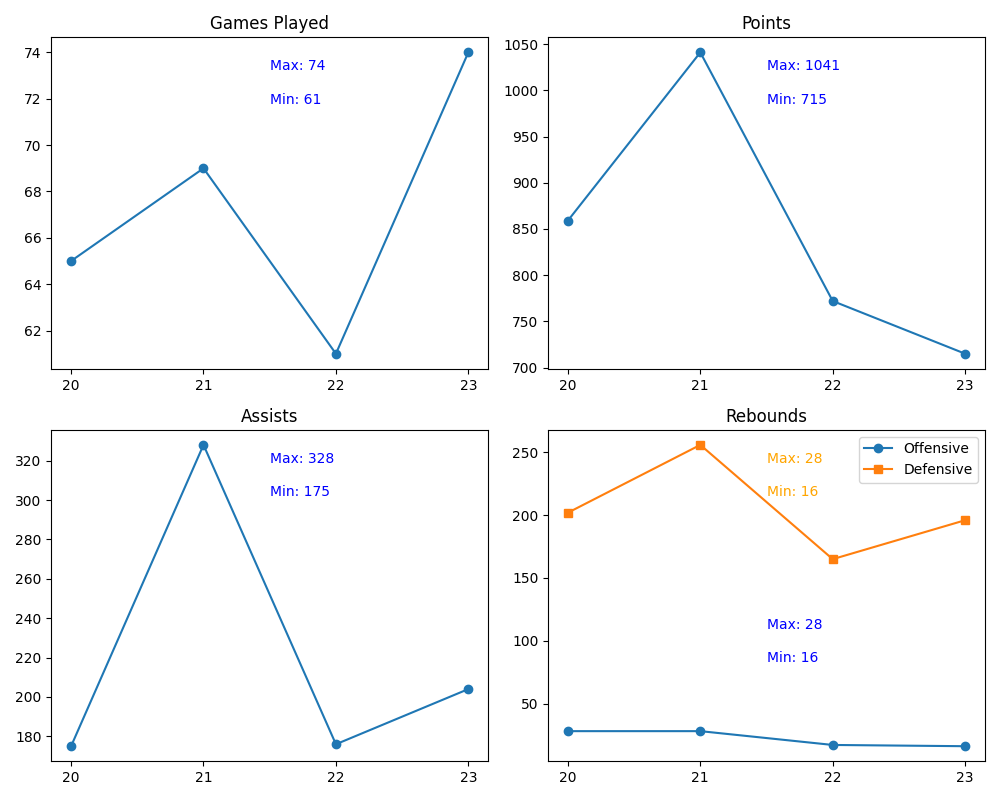 Games Played
74
72
70
68
66
64
62
Max: 74
Min: 61
20 21 22 23
Points
1050
1000
950
900
850
800
750
700
Max: 1041
Min: 715
20 21 22 23
Assists
320
300
280
260
240
220
200
180
Max: 328
Min: 175
20 21 22 23
Rebounds
250
200
150
100
50
Max: 28
Min: 16
Offensive
Defensive
Max: 28
Min: 16
20 21 22 23